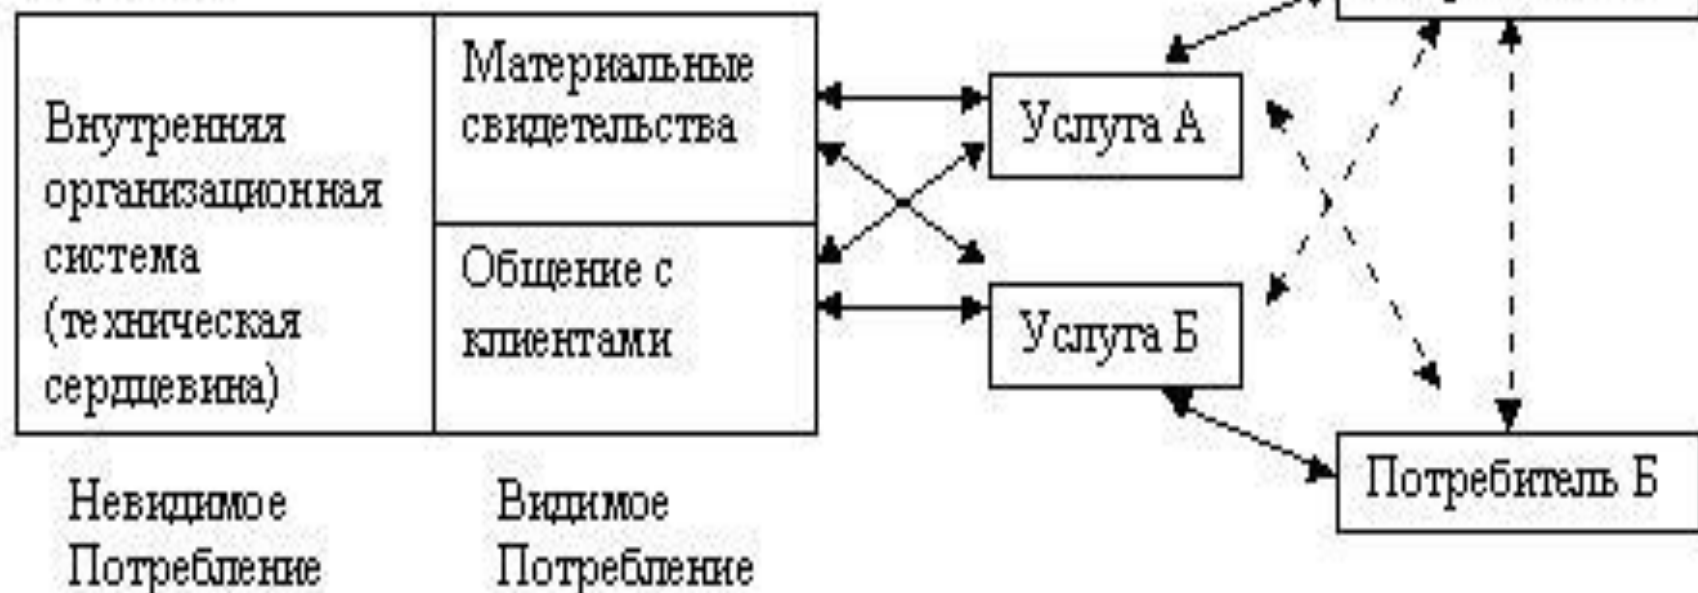 Внутренняя
организационная
система
(техническая
сердцевина)
Материальные
свидетельства
Общение с
клиентами
Услуга А
Услуга Б
Потребитель Б
Невидимое
Потребление
Видимое
Потребление